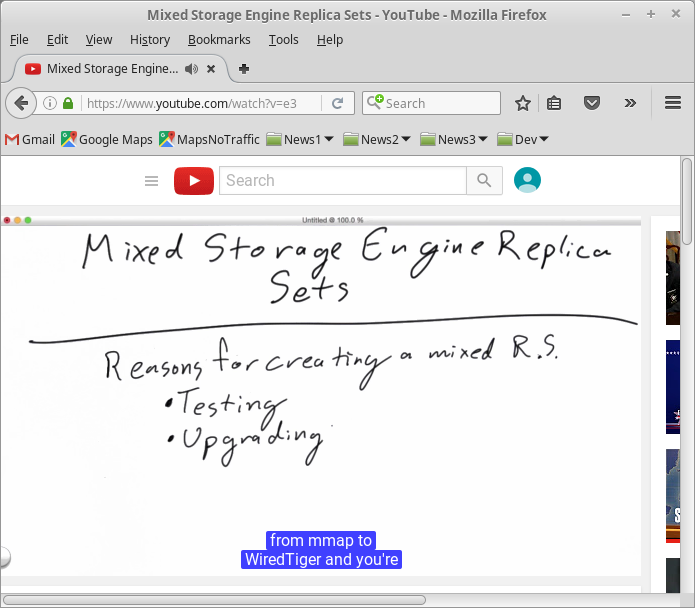 Mixed Storage Engine Replica Sets - YouTube - Mozilla Firefox
File Edit View History Bookmarks Tools Help
Mixed Storage Engine...
https://www.youtube.com/watch?v=e3 Search
Gmail Google Maps MapsNoTraffic News1 News2 News3 Dev
Search
Untitled @ 100.0 %
Mixed Storage Engine Replica
Sets
Reasons for creating a mixed R.S.
• Testing
• Upgrading
from mmap to
WiredTiger and you're